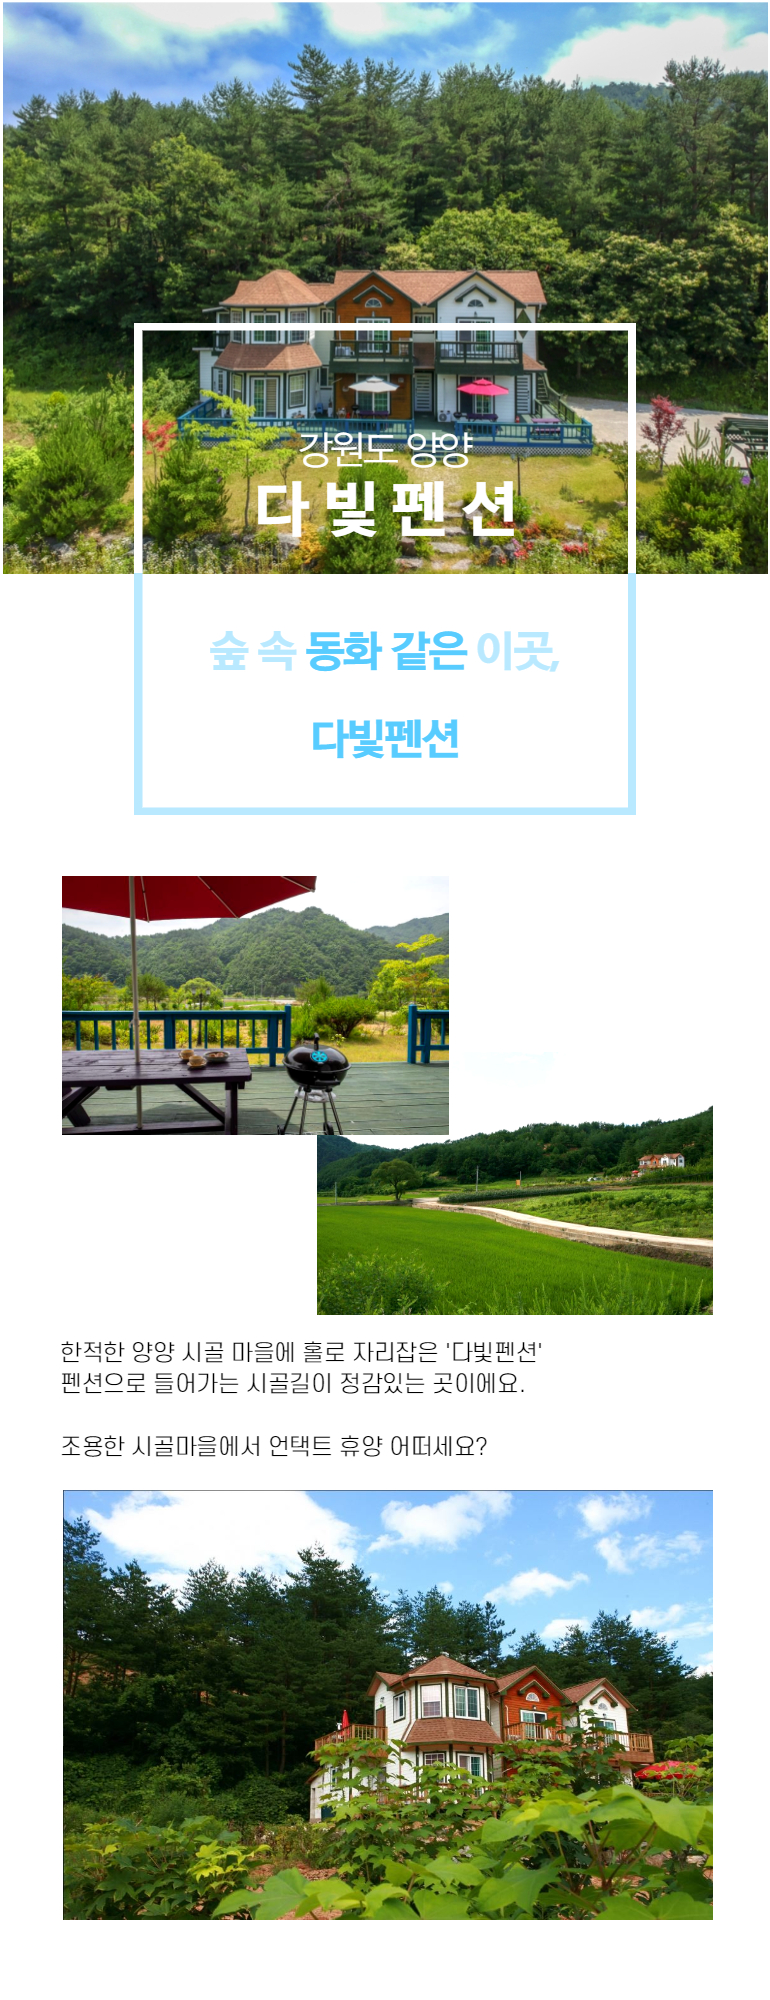 강원도 양양
다빛펜션
숲 속 동화 같은 이곳,
다빛펜션
한적한 양양 시골 마을에 홀로 자리잡은 '다빛펜션'
펜션으로 들어가는 시골길이 정감있는 곳이에요.
조용한 시골마을에서 언택트 휴양 어떠세요?